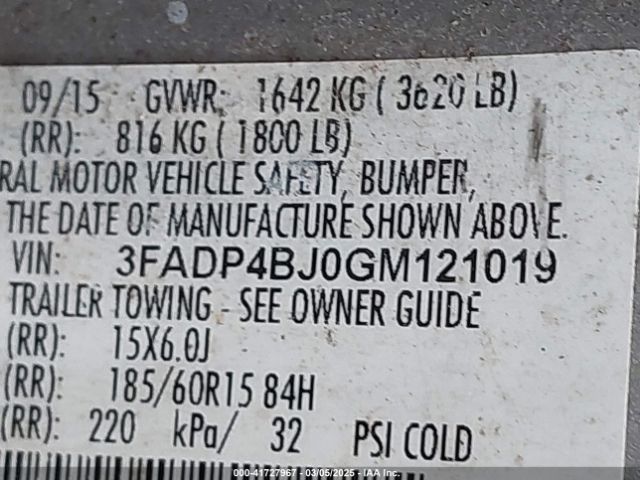 09/15 GVWR: 1642 KG ( 3620 LB)
(RR): 816 KG ( 1800 LB)
RAL MOTOR VEHICLE SAFETY, BUMPER,
THE DATE OF MANUFACTURE SHOWN ABOVE.
VIN: 3FADP4BJ0GM121019
TRAILER TOWING - SEE OWNER GUIDE
(RR): 15X6.0J
(RR): 185/60R15 84H
(RR): 220 kPa/ 32 PSI COLD
000-41727967 - 03/05/2025 - IAA Inc.